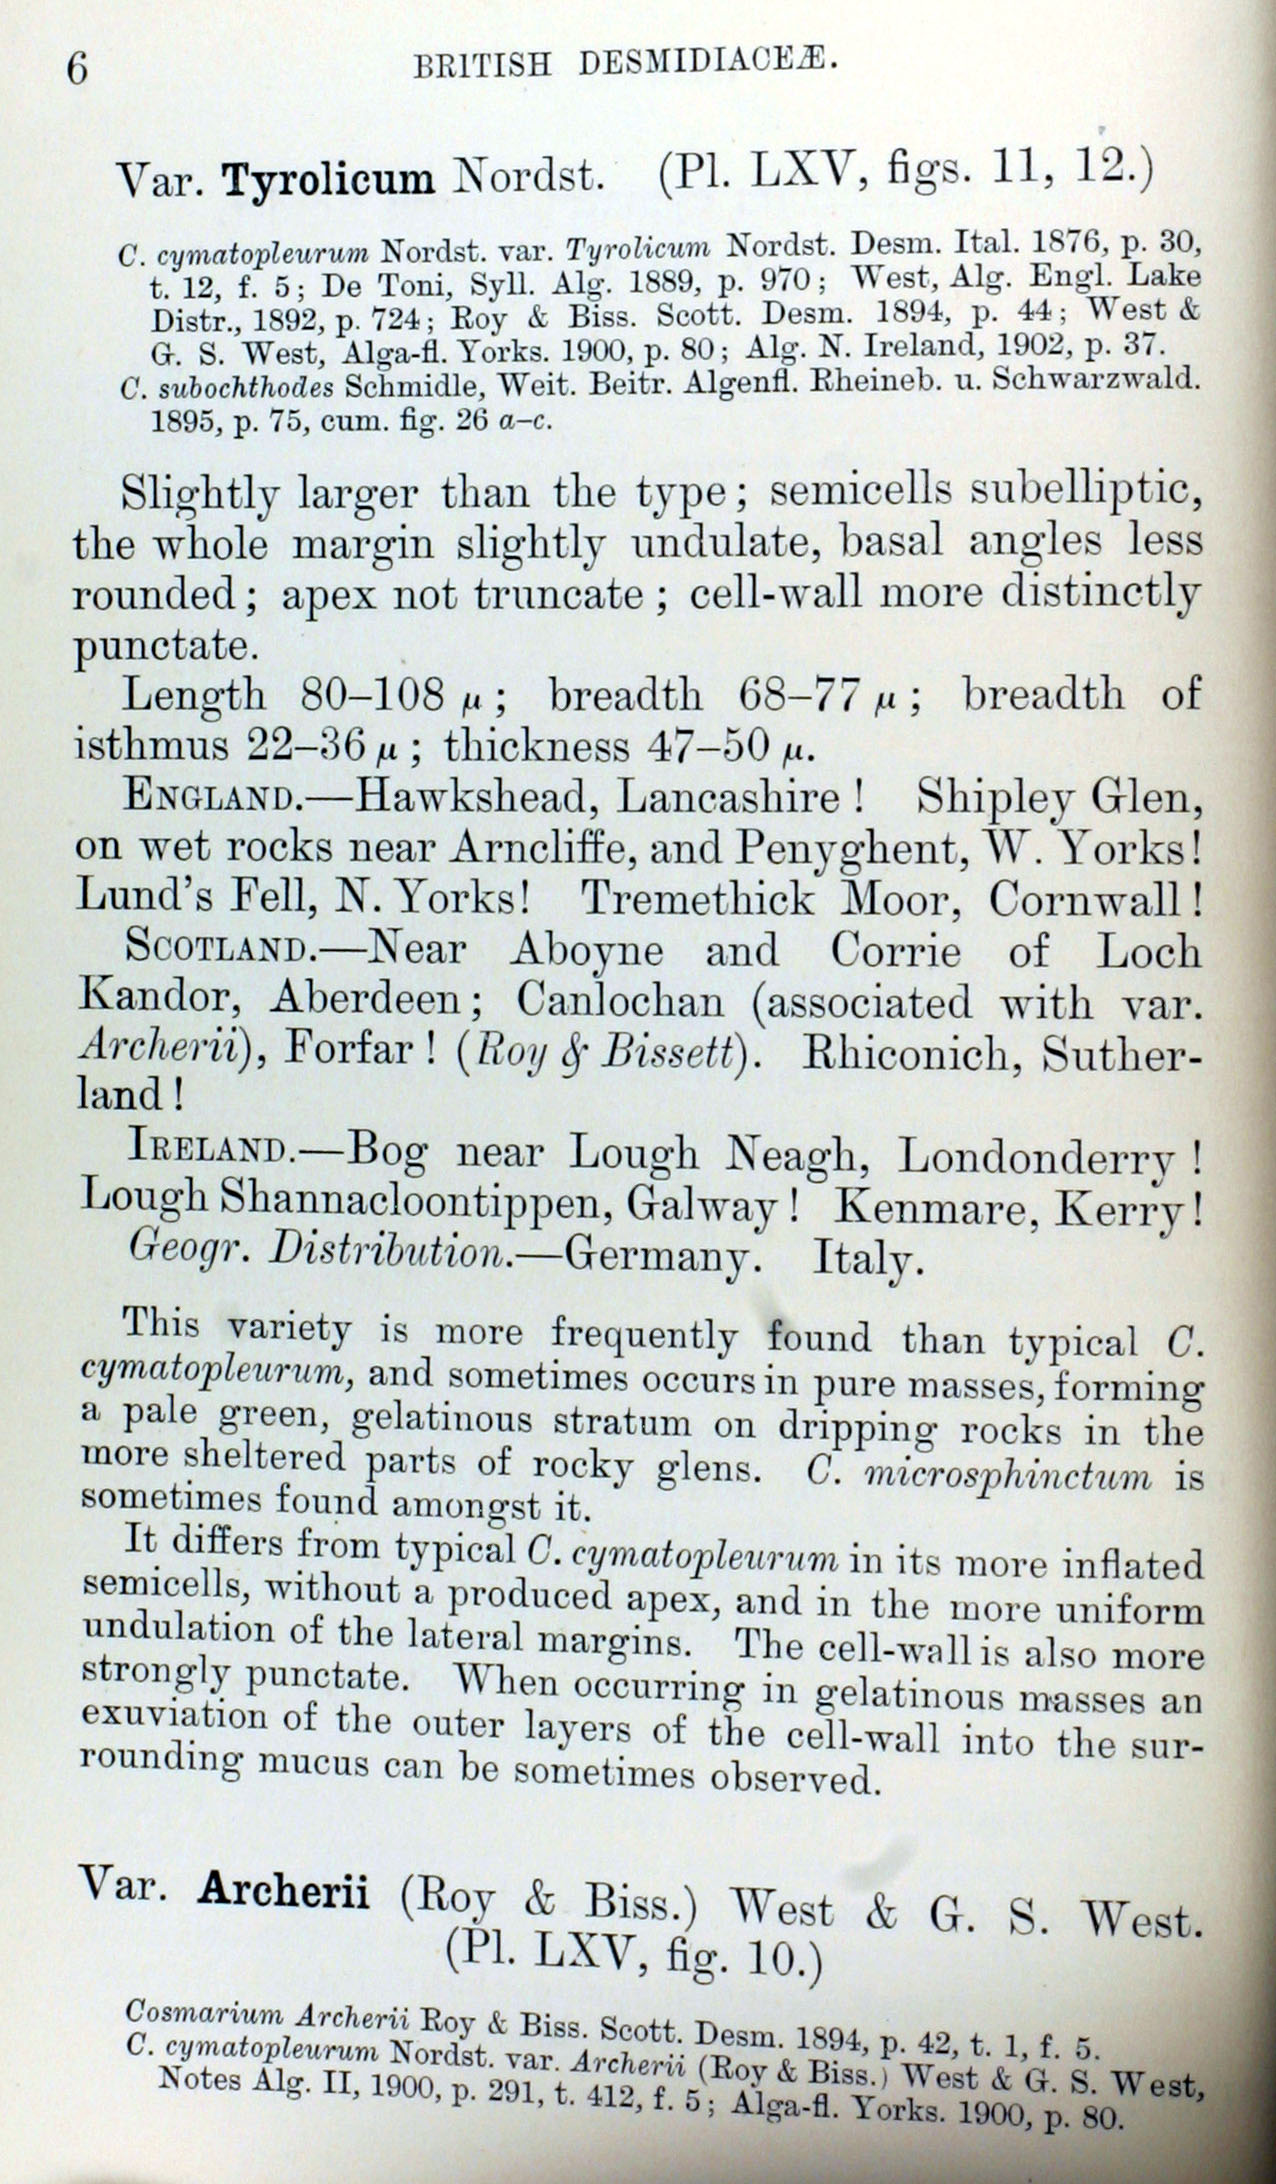 6
BRITISH DESMIDIACEÆ.
Var. Tyrolicum Nordst. (Pl. LXV, figs. 11, 12.)
C. cymatopleurum Nordst. var. Tyrolicum Nordst. Desm. Ital. 1876, p. 30,
t. 12, f. 5; De Toni, Syll. Alg. 1889, p. 970; West, Alg. Engl. Lake
Distr., 1892, p. 724; Roy & Biss. Scott. Desm. 1894, p. 44; West &
G. S. West, Alga-fl. Yorks. 1900, p. 80; Alg. N. Ireland, 1902, p. 37.
C. subochthodes Schmidle, Weit. Beitr. Algenfl. Rheineb. u. Schwarzwald.
1895, p. 75, cum. fig. 26 a–c.
Slightly larger than the type; semicells subelliptic,
the whole margin slightly undulate, basal angles less
rounded; apex not truncate; cell-wall more distinctly
punctate.
Length 80–108 μ; breadth 68–77 μ; breadth of
isthmus 22–36 μ; thickness 47–50 μ.
ENGLAND.—Hawkshead, Lancashire! Shipley Glen,
on wet rocks near Arncliffe, and Penyghent, W. Yorks!
Lund's Fell, N. Yorks! Tremethick Moor, Cornwall!
SCOTLAND.—Near Aboyne and Corrie of Loch
Kandor, Aberdeen; Canlochan (associated with var.
Archerii), Forfar! (Roy & Bissett). Rhiconich, Suther-
land!
IRELAND.—Bog near Lough Neagh, Londonderry!
Lough Shannacloontippen, Galway! Kenmare, Kerry!
Geogr. Distribution.—Germany. Italy.
This variety is more frequently found than typical C.
cymatopleurum, and sometimes occurs in pure masses, forming
a pale green, gelatinous stratum on dripping rocks in the
more sheltered parts of rocky glens. C. microsphinctum is
sometimes found amongst it.
It differs from typical C. cymatopleurum in its more inflated
semicells, without a produced apex, and in the more uniform
undulation of the lateral margins. The cell-wall is also more
strongly punctate. When occurring in gelatinous masses an
exuviation of the outer layers of the cell-wall into the sur-
rounding mucus can be sometimes observed.
Var. Archerii (Roy & Biss.) West & G. S. West.
(Pl. LXV, fig. 10.)
Cosmarium Archerii Roy & Biss. Scott. Desm. 1894, p. 42, t. 1, f. 5.
C. cymatopleurum Nordst. var. Archerii (Roy & Biss.) West & G. S. West,
Notes Alg. II, 1900, p. 291, t. 412, f. 5; Alga-fl. Yorks. 1900, p. 80.